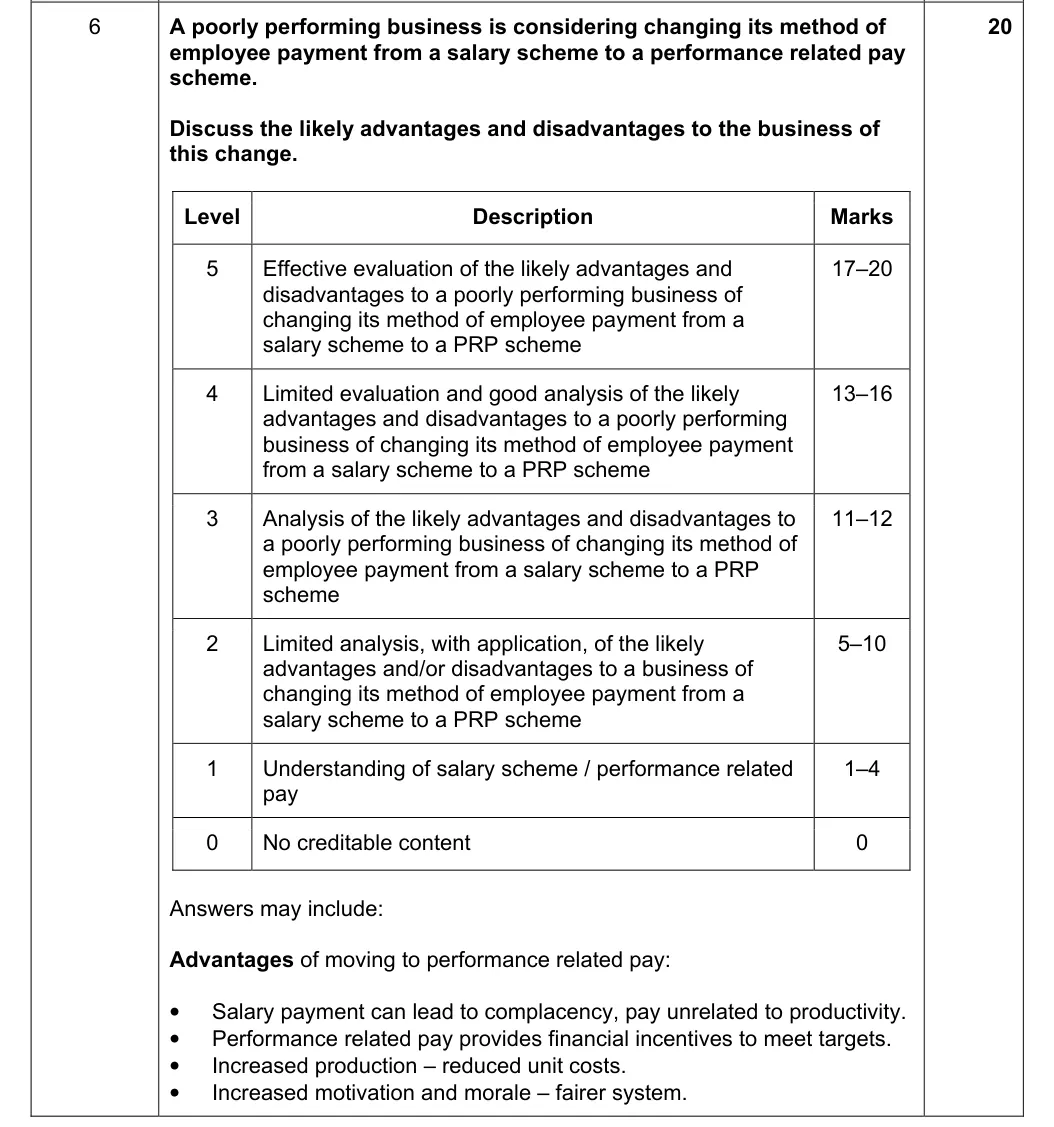 6
A poorly performing business is considering changing its method of
employee payment from a salary scheme to a performance related pay
scheme.
20
Discuss the likely advantages and disadvantages to the business of
this change.
Level Description Marks
5 Effective evaluation of the likely advantages and 17–20
disadvantages to a poorly performing business of
changing its method of employee payment from a
salary scheme to a PRP scheme
4 Limited evaluation and good analysis of the likely 13–16
advantages and disadvantages to a poorly performing
business of changing its method of employee payment
from a salary scheme to a PRP scheme
3 Analysis of the likely advantages and disadvantages to 11–12
a poorly performing business of changing its method of
employee payment from a salary scheme to a PRP
scheme
2 Limited analysis, with application, of the likely 5–10
advantages and/or disadvantages to a business of
changing its method of employee payment from a
salary scheme to a PRP scheme
1 Understanding of salary scheme / performance related 1–4
pay
0 No creditable content 0
Answers may include:
Advantages of moving to performance related pay:
• Salary payment can lead to complacency, pay unrelated to productivity.
• Performance related pay provides financial incentives to meet targets.
• Increased production – reduced unit costs.
• Increased motivation and morale – fairer system.